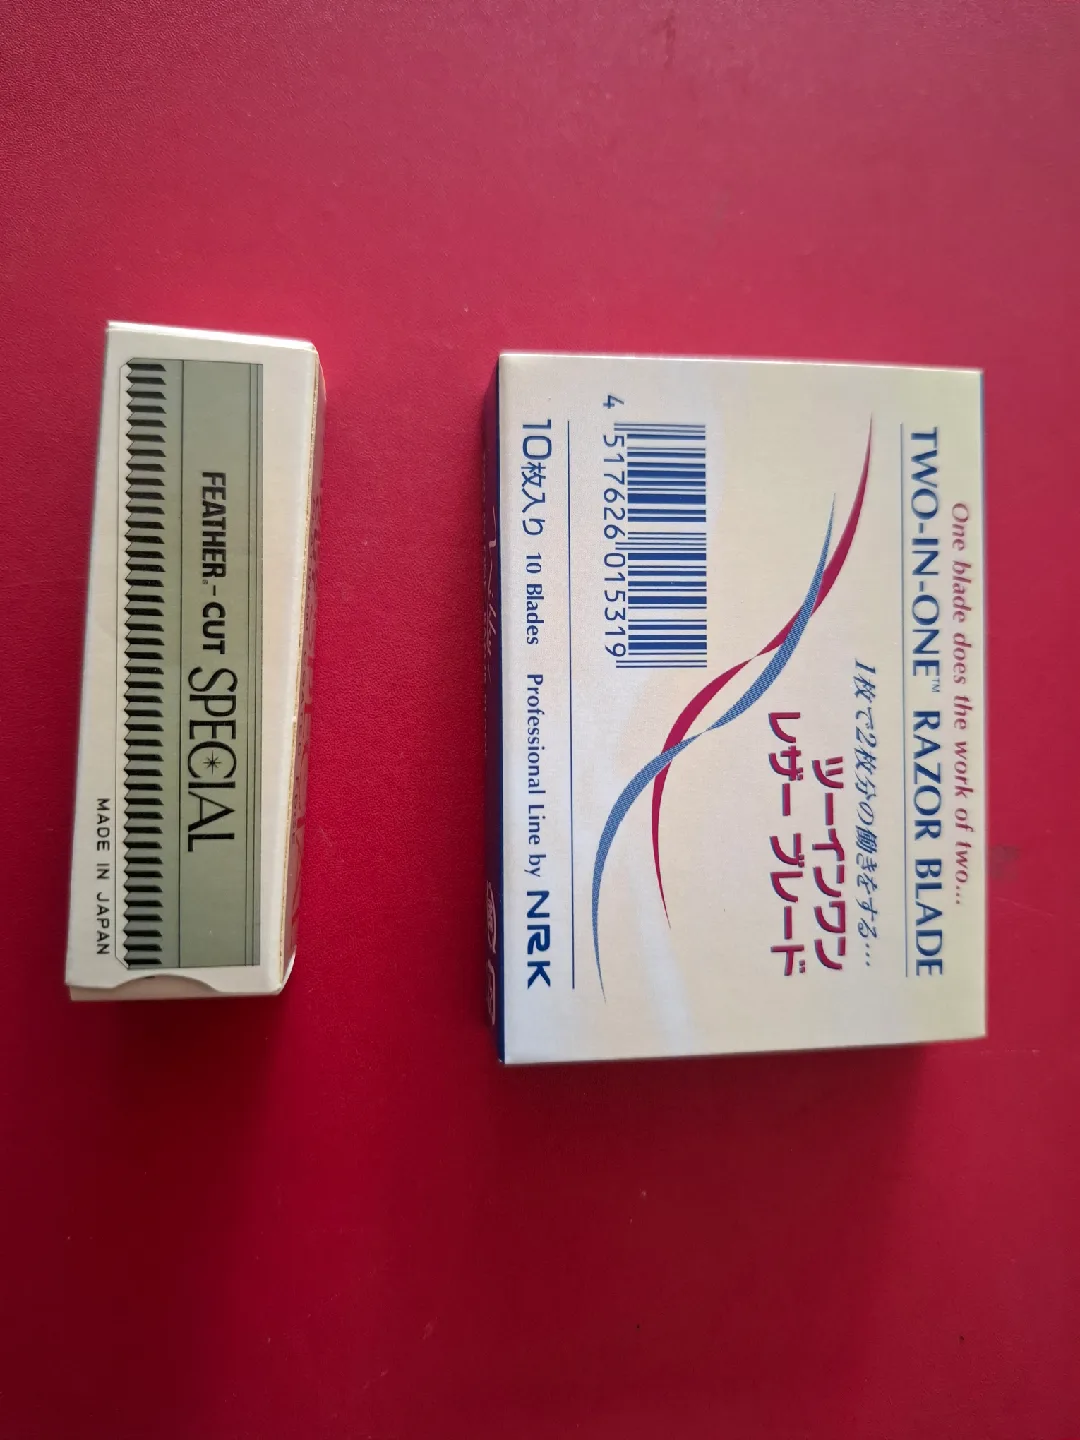 FEATHER®-CUT SPECIAL
MADE IN JAPAN
One blade does the work of two...
TWO-IN-ONE™ RAZOR BLADE
1枚で2枚分の働きをする…
ツーインワン
レザー ブレード
4 517626 015319
10枚入り 10 Blades Professional Line by NRK